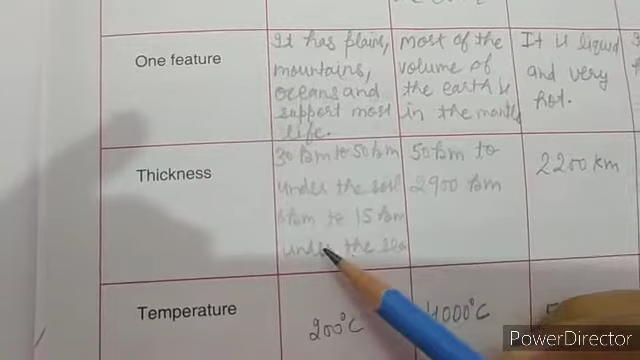 One feature
It has plains,
mountains,
oceans and
support most
life.
most of the
volume of
the earth is
in the mantle
It is liquid
and very
hot.
Thickness
30 km to 50 km
under the soil
5 km to 15 km
under the sea
50 km to
2900 km
2200 km
Temperature
200°C
4000°C
PowerDirector